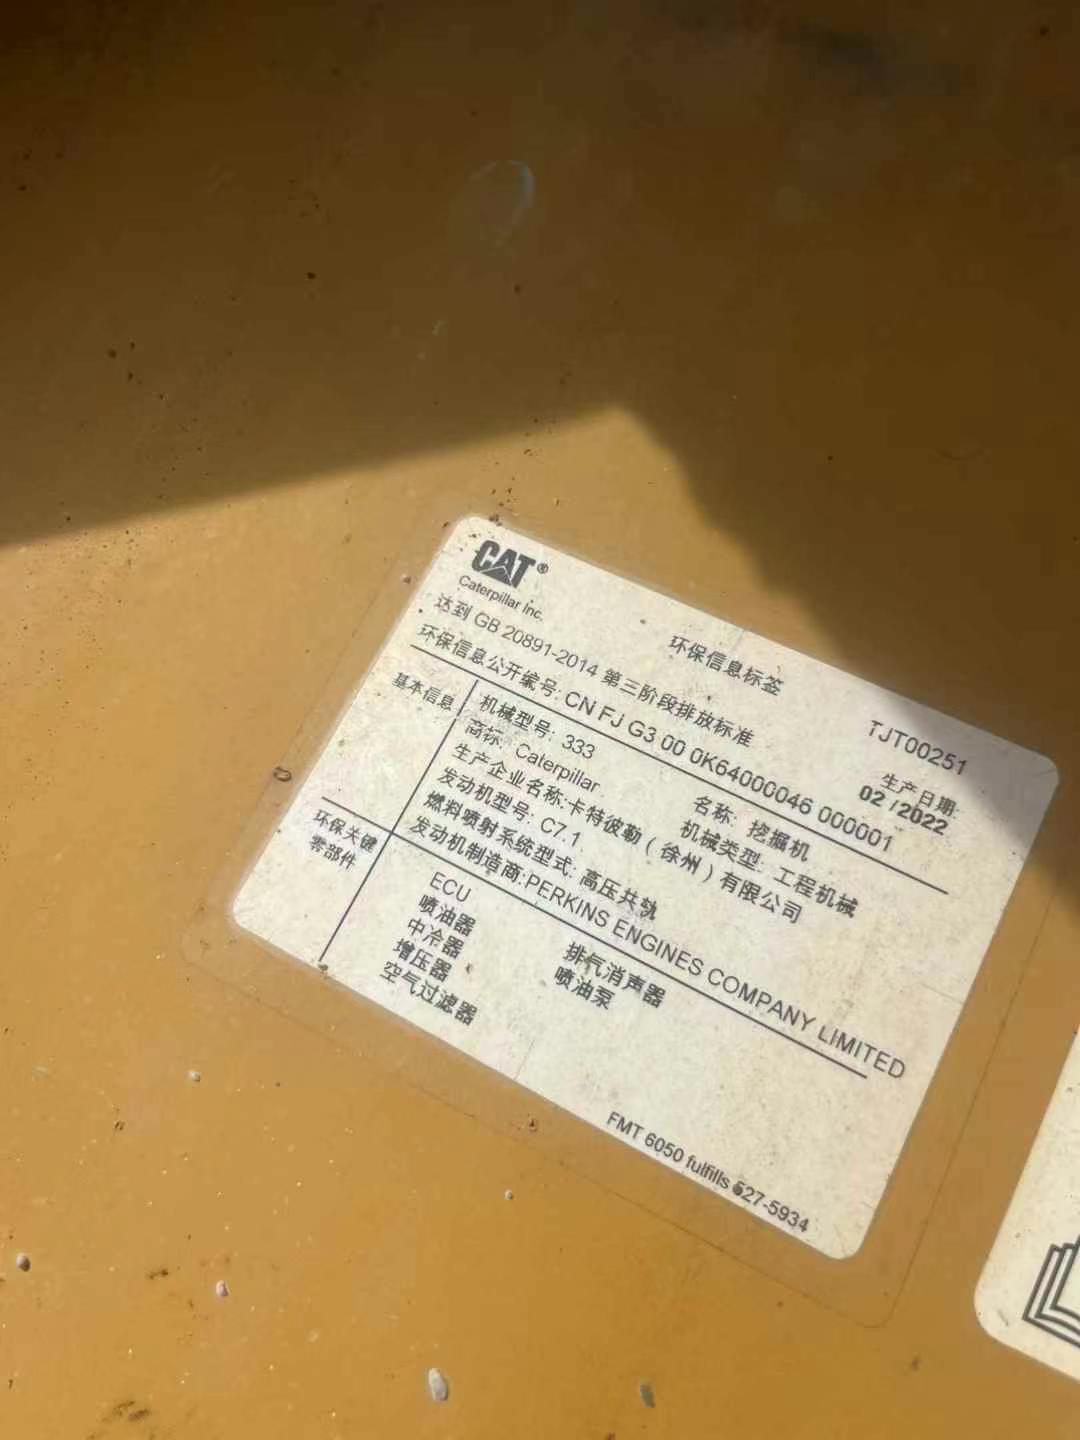 CAT®
Caterpillar Inc.
环保信息标签
TJT00251
达到 GB 20891-2014 第三阶段排放标准
生产日期:
02 /2022
环保信息公开编号: CN FJ G3 00 0K64000046 000001
基本信息
机械型号: 333
名称: 挖掘机
商标: Caterpillar
机械类型: 工程机械
生产企业名称:卡特彼勒（徐州）有限公司
发动机型号: C7.1
燃料喷射系统型式: 高压共轨
发动机制造商:PERKINS ENGINES COMPANY LIMITED
环保关键
零部件
ECU
喷油器
排气消声器
中冷器
喷油泵
增压器
空气过滤器
FMT 6050 fulfills 527-5934